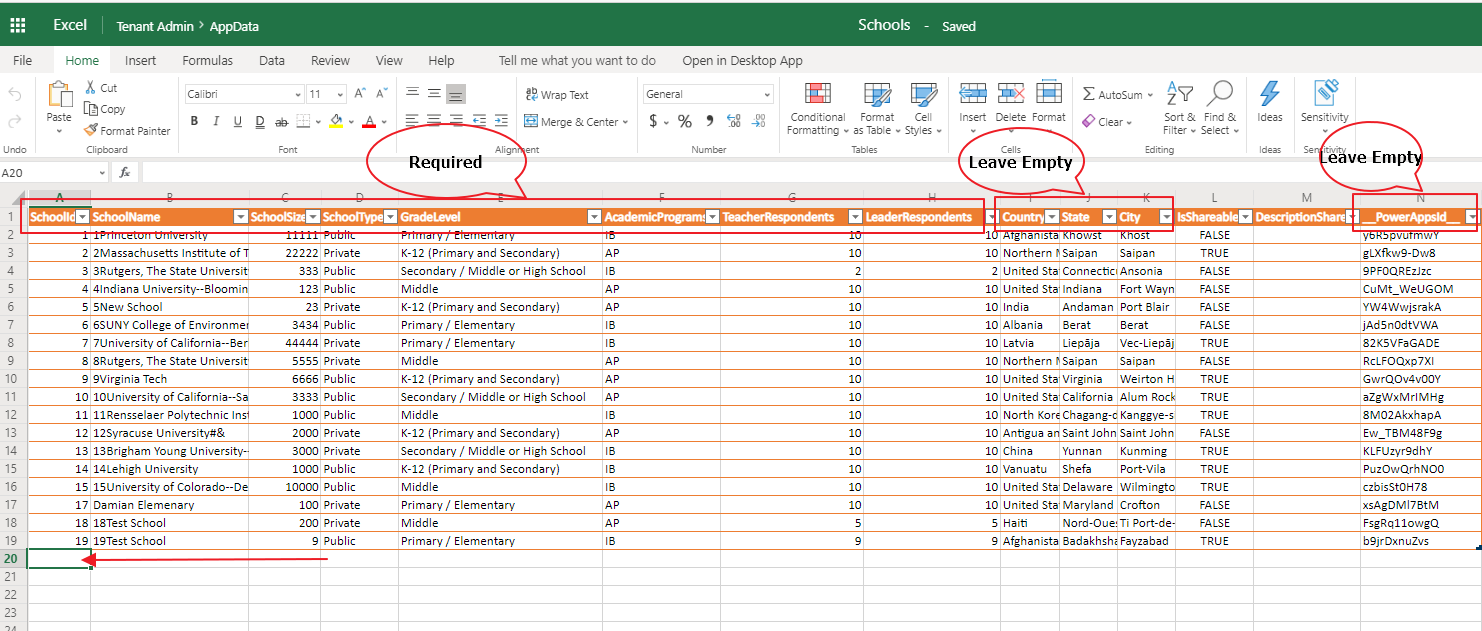 Excel Tenant Admin > AppData Schools - Saved
File Home Insert Formulas Data Review View Help Tell me what you want to do Open in Desktop App
Undo
Paste
Cut
Copy
Format Painter
Clipboard
Calibri 11 A A
B I U D ab A
Font
Wrap Text
Merge & Center
Alignment
General
$ % 9 .00 .00
Number
Conditional Formatting
Format as Table
Cell Styles
Tables
Insert Delete Format
Cells
AutoSum
Clear
Sort & Filter
Find & Select
Editing
Ideas
Ideas
Sensitivity
Sensitivity
Required
Leave Empty
Leave Empty
A20 fx
A B C D E F G H I J K L M N
1 SchoolId SchoolName SchoolSize SchoolType GradeLevel AcademicPrograms TeacherRespondents LeaderRespondents Country State City IsShareable DescriptionShare __PowerAppsId__
2 1 1Princeton University 11111 Public Primary / Elementary IB 10 10 Afghanista Khowst Khost FALSE y6R5pvufmwY
3 2 2Massachusetts Institute of T 22222 Private K-12 (Primary and Secondary) AP 10 10 Northern M Saipan Saipan TRUE gLXfkw9-Dw8
4 3 3Rutgers, The State Universit 333 Public Secondary / Middle or High School IB 2 2 United Stat Connecticu Ansonia FALSE 9PF0QREzJzc
5 4 4Indiana University--Bloomin 123 Public Middle AP 10 10 United Stat Indiana Fort Wayn FALSE CuMt_WeUGOM
6 5 5New School 23 Private K-12 (Primary and Secondary) AP 10 10 India Andaman Port Blair FALSE YW4WwjsrakA
7 6 6SUNY College of Environmen 3434 Public Primary / Elementary IB 10 10 Albania Berat Berat FALSE jAd5n0dtVWA
8 7 7University of California--Ber 44444 Private Primary / Elementary IB 10 10 Latvia Liepāja Vec-Liepāj FALSE 82K5VFaGADE
9 8 8Rutgers, The State Universit 5555 Private Middle AP 10 10 Northern M Saipan Saipan FALSE RcLFOQxp7XI
10 9 9Virginia Tech 6666 Public K-12 (Primary and Secondary) AP 10 10 United Stat Virginia Weirton H TRUE GwrQOv4v00Y
11 10 10University of California--Sa 3333 Public Secondary / Middle or High School AP 10 10 United Stat California Alum Rock TRUE aZgWxMrIMHg
12 11 11Rensselaer Polytechnic Inst 1000 Public Middle IB 10 10 North Kore Chagang-d Kanggye-s TRUE 8M02AkxhapA
13 12 12Syracuse University#& 2000 Private K-12 (Primary and Secondary) AP 10 10 Antigua an Saint John Saint John FALSE Ew_TBM48F9g
14 13 13Brigham Young University- 3000 Private Secondary / Middle or High School IB 10 10 China Yunnan Kunming TRUE KLFUzyr9dhY
15 14 14Lehigh University 1000 Public K-12 (Primary and Secondary) IB 10 10 Vanuatu Shefa Port-Vila TRUE PuzOwQrhNO0
16 15 15University of Colorado--De 10000 Public Middle IB 10 10 United Stat Delaware Wilmingto TRUE czbisSt0H78
17 17 Damian Elemenary 100 Private Primary / Elementary AP 10 10 United Stat Maryland Crofton FALSE xsAgDMl7BtM
18 18 18Test School 200 Private Middle AP 5 5 Haiti Nord-Oues Ti Port-de- FALSE FsgRq11owgQ
19 19 19Test School 9 Public Primary / Elementary IB 9 9 Afghanista Badakhsha Fayzabad TRUE b9jrDxnuZvs
20
21
22
23
24